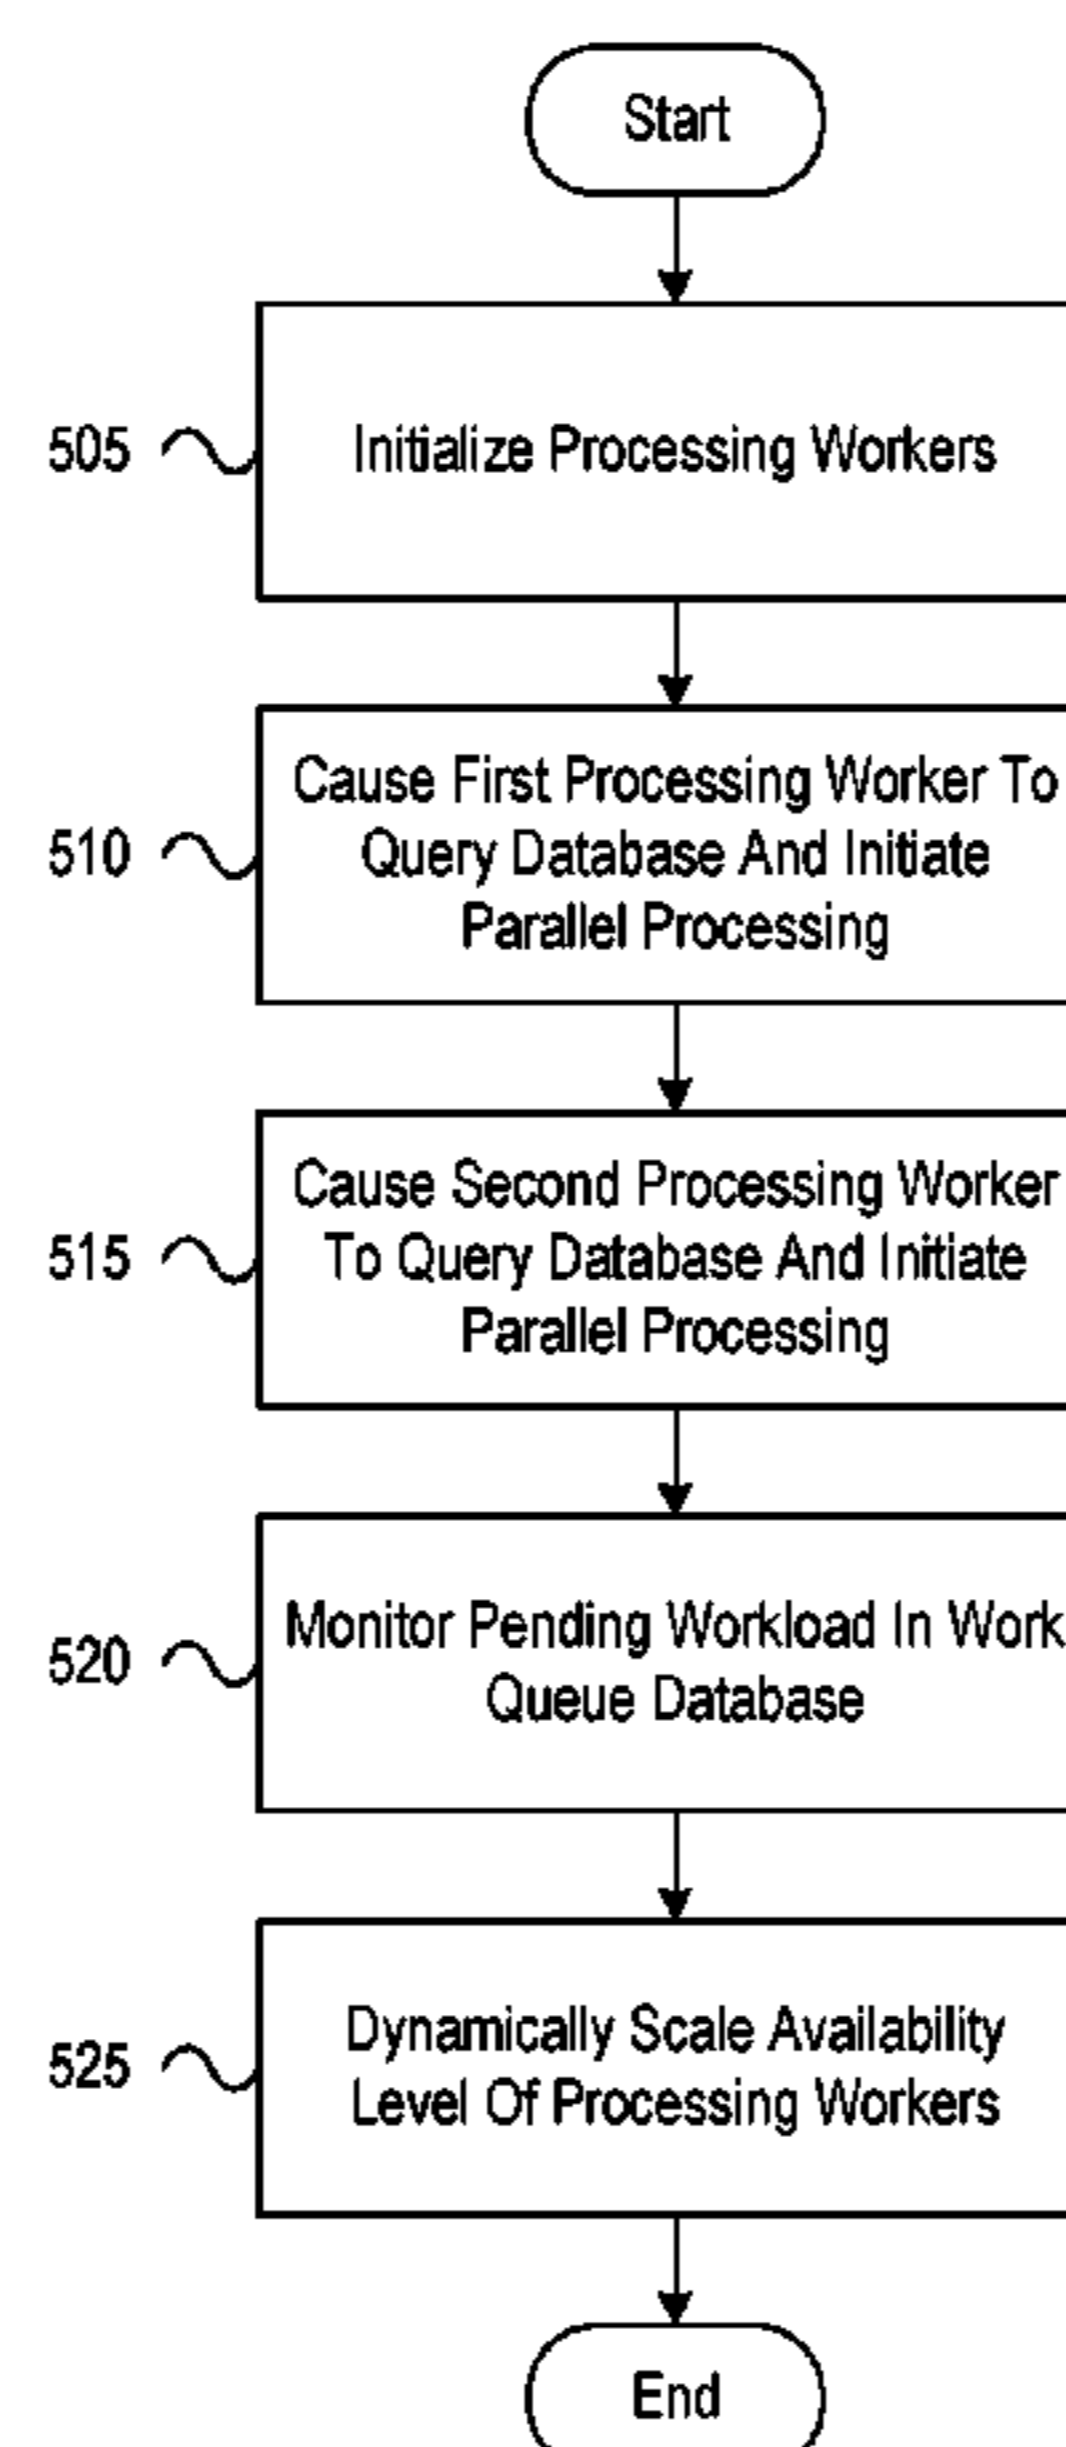 Start
505
Initialize Processing Workers
510
Cause First Processing Worker To
Query Database And Initiate
Parallel Processing
515
Cause Second Processing Worker
To Query Database And Initiate
Parallel Processing
520
Monitor Pending Workload In Work
Queue Database
525
Dynamically Scale Availability
Level Of Processing Workers
End